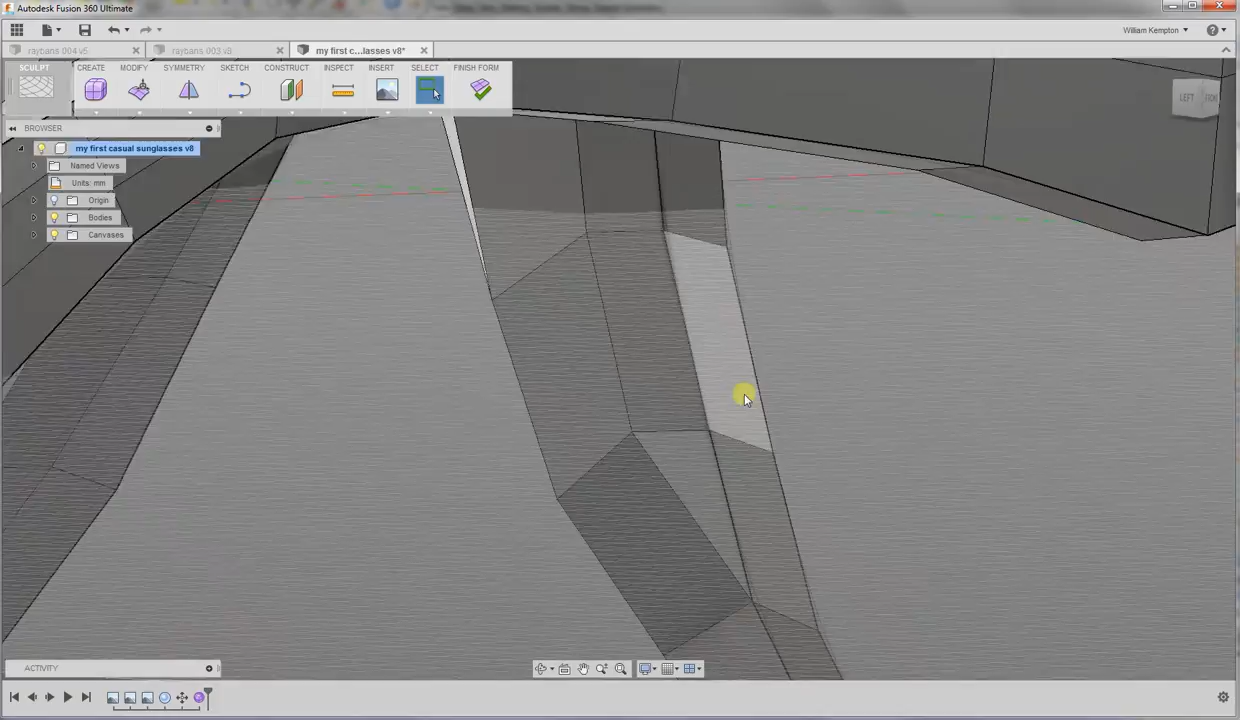 Autodesk Fusion 360 Ultimate
William Kempton
raybans 004 v5
raybans 003 v8
my first c...lasses v8*
SCULPT
CREATE
MODIFY
SYMMETRY
SKETCH
CONSTRUCT
INSPECT
INSERT
SELECT
FINISH FORM
LEFT
BROWSER
my first casual sunglasses v8
Named Views
Units: mm
Origin
Bodies
Canvases
ACTIVITY